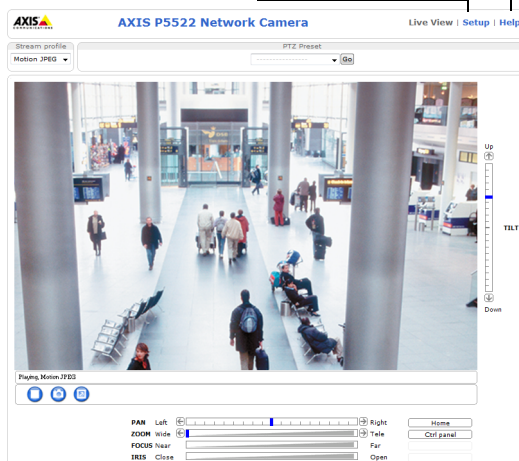 AXIS
COMMUNICATIONS
AXIS P5522 Network Camera
Live View | Setup | Help
Stream profile
PTZ Preset
Motion JPEG
Go
Up
TILT
Down
Playing, Motion JPEG
PAN Left Right Home
ZOOM Wide Tele Ctrl panel
FOCUS Near Far
IRIS Close Open